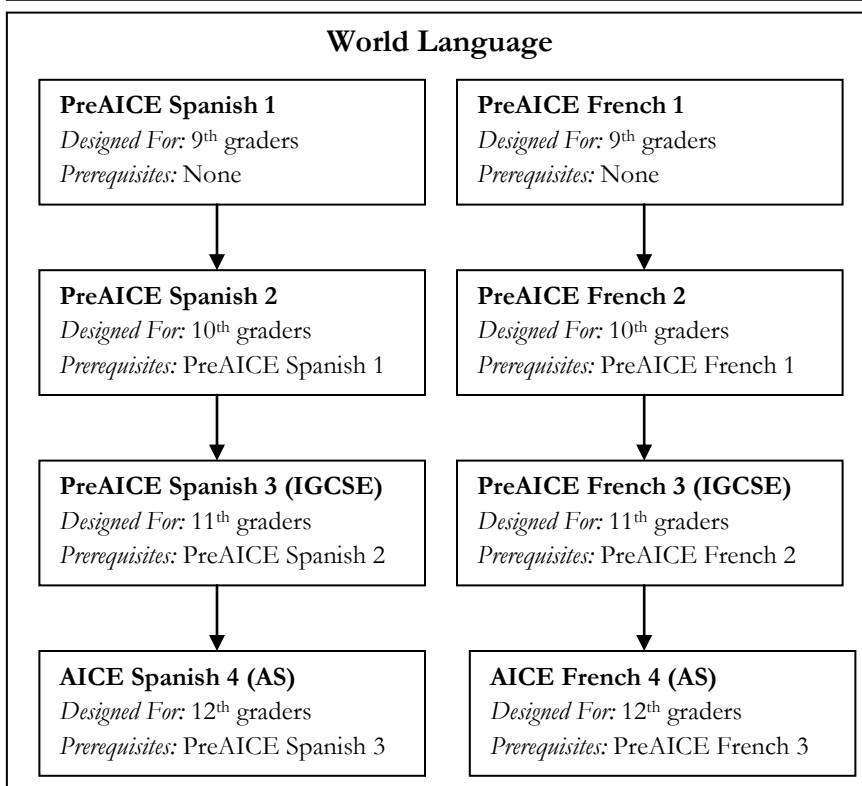 World Language
PreAICE Spanish 1
Designed For: 9th graders
Prerequisites: None
PreAICE French 1
Designed For: 9th graders
Prerequisites: None
PreAICE Spanish 2
Designed For: 10th graders
Prerequisites: PreAICE Spanish 1
PreAICE French 2
Designed For: 10th graders
Prerequisites: PreAICE French 1
PreAICE Spanish 3 (IGCSE)
Designed For: 11th graders
Prerequisites: PreAICE Spanish 2
PreAICE French 3 (IGCSE)
Designed For: 11th graders
Prerequisites: PreAICE French 2
AICE Spanish 4 (AS)
Designed For: 12th graders
Prerequisites: PreAICE Spanish 3
AICE French 4 (AS)
Designed For: 12th graders
Prerequisites: PreAICE French 3